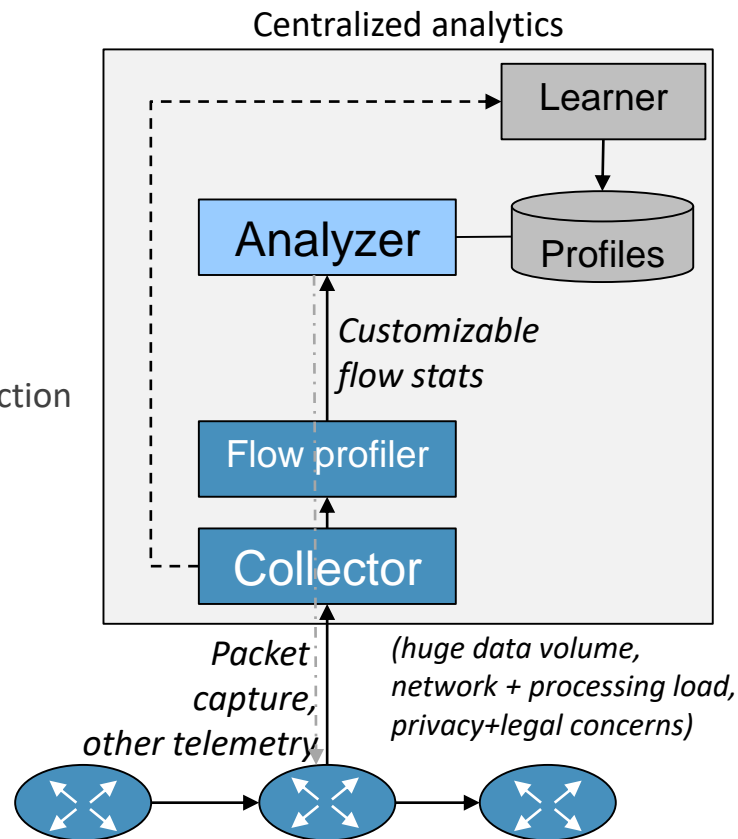 Centralized analytics
Learner
Analyzer
Profiles
Customizable
flow stats
ction
Flow profiler
Collector
Packet
capture,
other telemetry
(huge data volume,
network + processing load,
privacy+legal concerns)